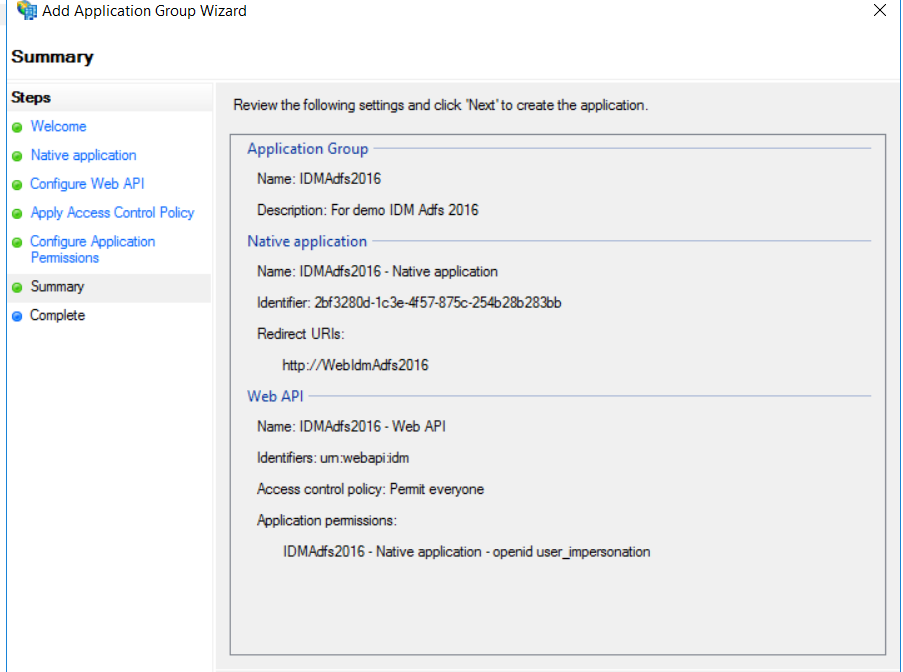 Add Application Group Wizard
Summary
Steps
Welcome
Native application
Configure Web API
Apply Access Control Policy
Configure Application
Permissions
Summary
Complete
Review the following settings and click 'Next' to create the application.
Application Group
Name: IDMAdfs2016
Description: For demo IDM Adfs 2016
Native application
Name: IDMAdfs2016 - Native application
Identifier: 2bf3280d-1c3e-4f57-875c-254b28b283bb
Redirect URIs:
http://WebIdmAdfs2016
Web API
Name: IDMAdfs2016 - Web API
Identifiers: urn:webapi:idm
Access control policy: Permit everyone
Application permissions:
IDMAdfs2016 - Native application - openid user_impersonation